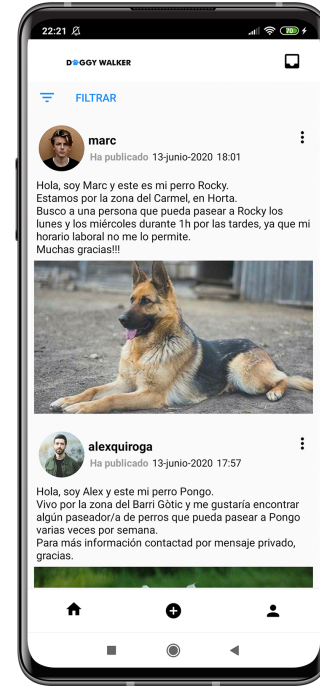 22:21
70
D GGY WALKER
FILTRAR
marc
Ha publicado 13-junio-2020 18:01
Hola, soy Marc y este es mi perro Rocky.
Estamos por la zona del Carmel, en Horta.
Busco a una persona que pueda pasear a Rocky los
lunes y los miércoles durante 1h por las tardes, ya que mi
horario laboral no me lo permite.
Muchas gracias!!!
alexquiroga
Ha publicado 13-junio-2020 17:57
Hola, soy Alex y este mi perro Pongo.
Vivo por la zona del Barri Gòtic y me gustaría encontrar
algún paseador/a de perros que pueda pasear a Pongo
varias veces por semana.
Para más información contactad por mensaje privado,
gracias.